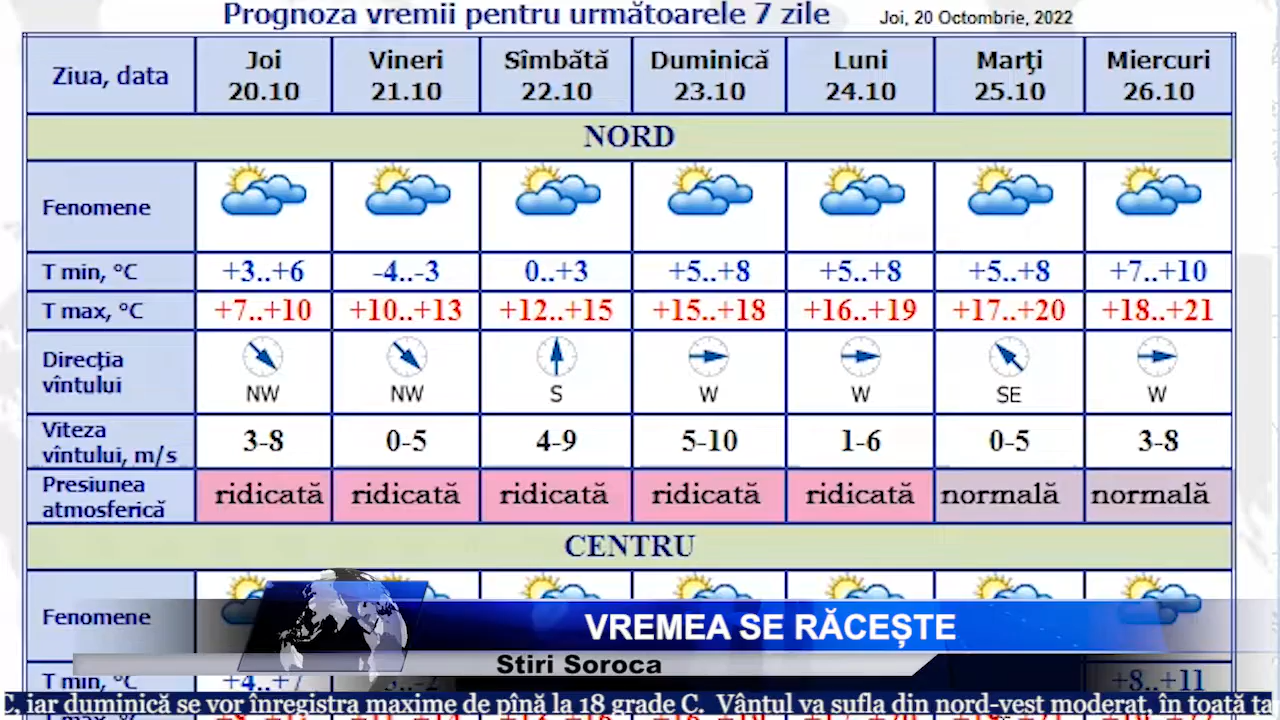 Prognoza vremii pentru următoarele 7 zile Joi, 20 Octombrie, 2022
Ziua, data Joi 20.10 Vineri 21.10 Sîmbătă 22.10 Duminică 23.10 Luni 24.10 Marţi 25.10 Miercuri 26.10
NORD
Fenomene
T min, °C +3..+6 -4..-3 0..+3 +5..+8 +5..+8 +5..+8 +7..+10
T max, °C +7..+10 +10..+13 +12..+15 +15..+18 +16..+19 +17..+20 +18..+21
Direcția vîntului NW NW S W W SE W
Viteza vîntului, m/s 3-8 0-5 4-9 5-10 1-6 0-5 3-8
Presiunea atmosferică ridicată ridicată ridicată ridicată ridicată normală normală
CENTRU
Fenomene
VREMEA SE RĂCEȘTE
Stiri Soroca
T min, °C +4..+7 +8..+11
C, iar duminică se vor înregistra maxime de pînă la 18 grade C. Vântul va sufla din nord-vest moderat, în toată ta